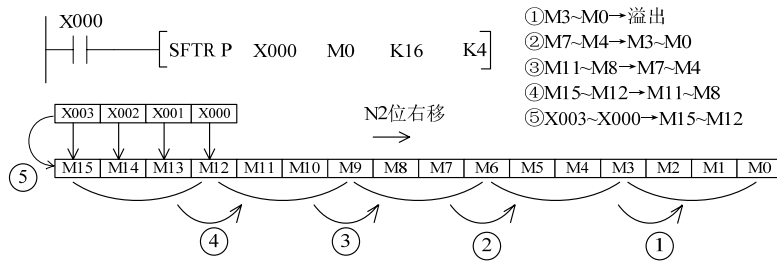 X000
SFTR P X000 M0 K16 K4
①M3~M0→溢出
②M7~M4→M3~M0
③M11~M8→M7~M4
④M15~M12→M11~M8
⑤X003~X000→M15~M12
X003 X002 X001 X000
N2位右移
M15 M14 M13 M12 M11 M10 M9 M8 M7 M6 M5 M4 M3 M2 M1 M0
⑤
④ ③ ② ①